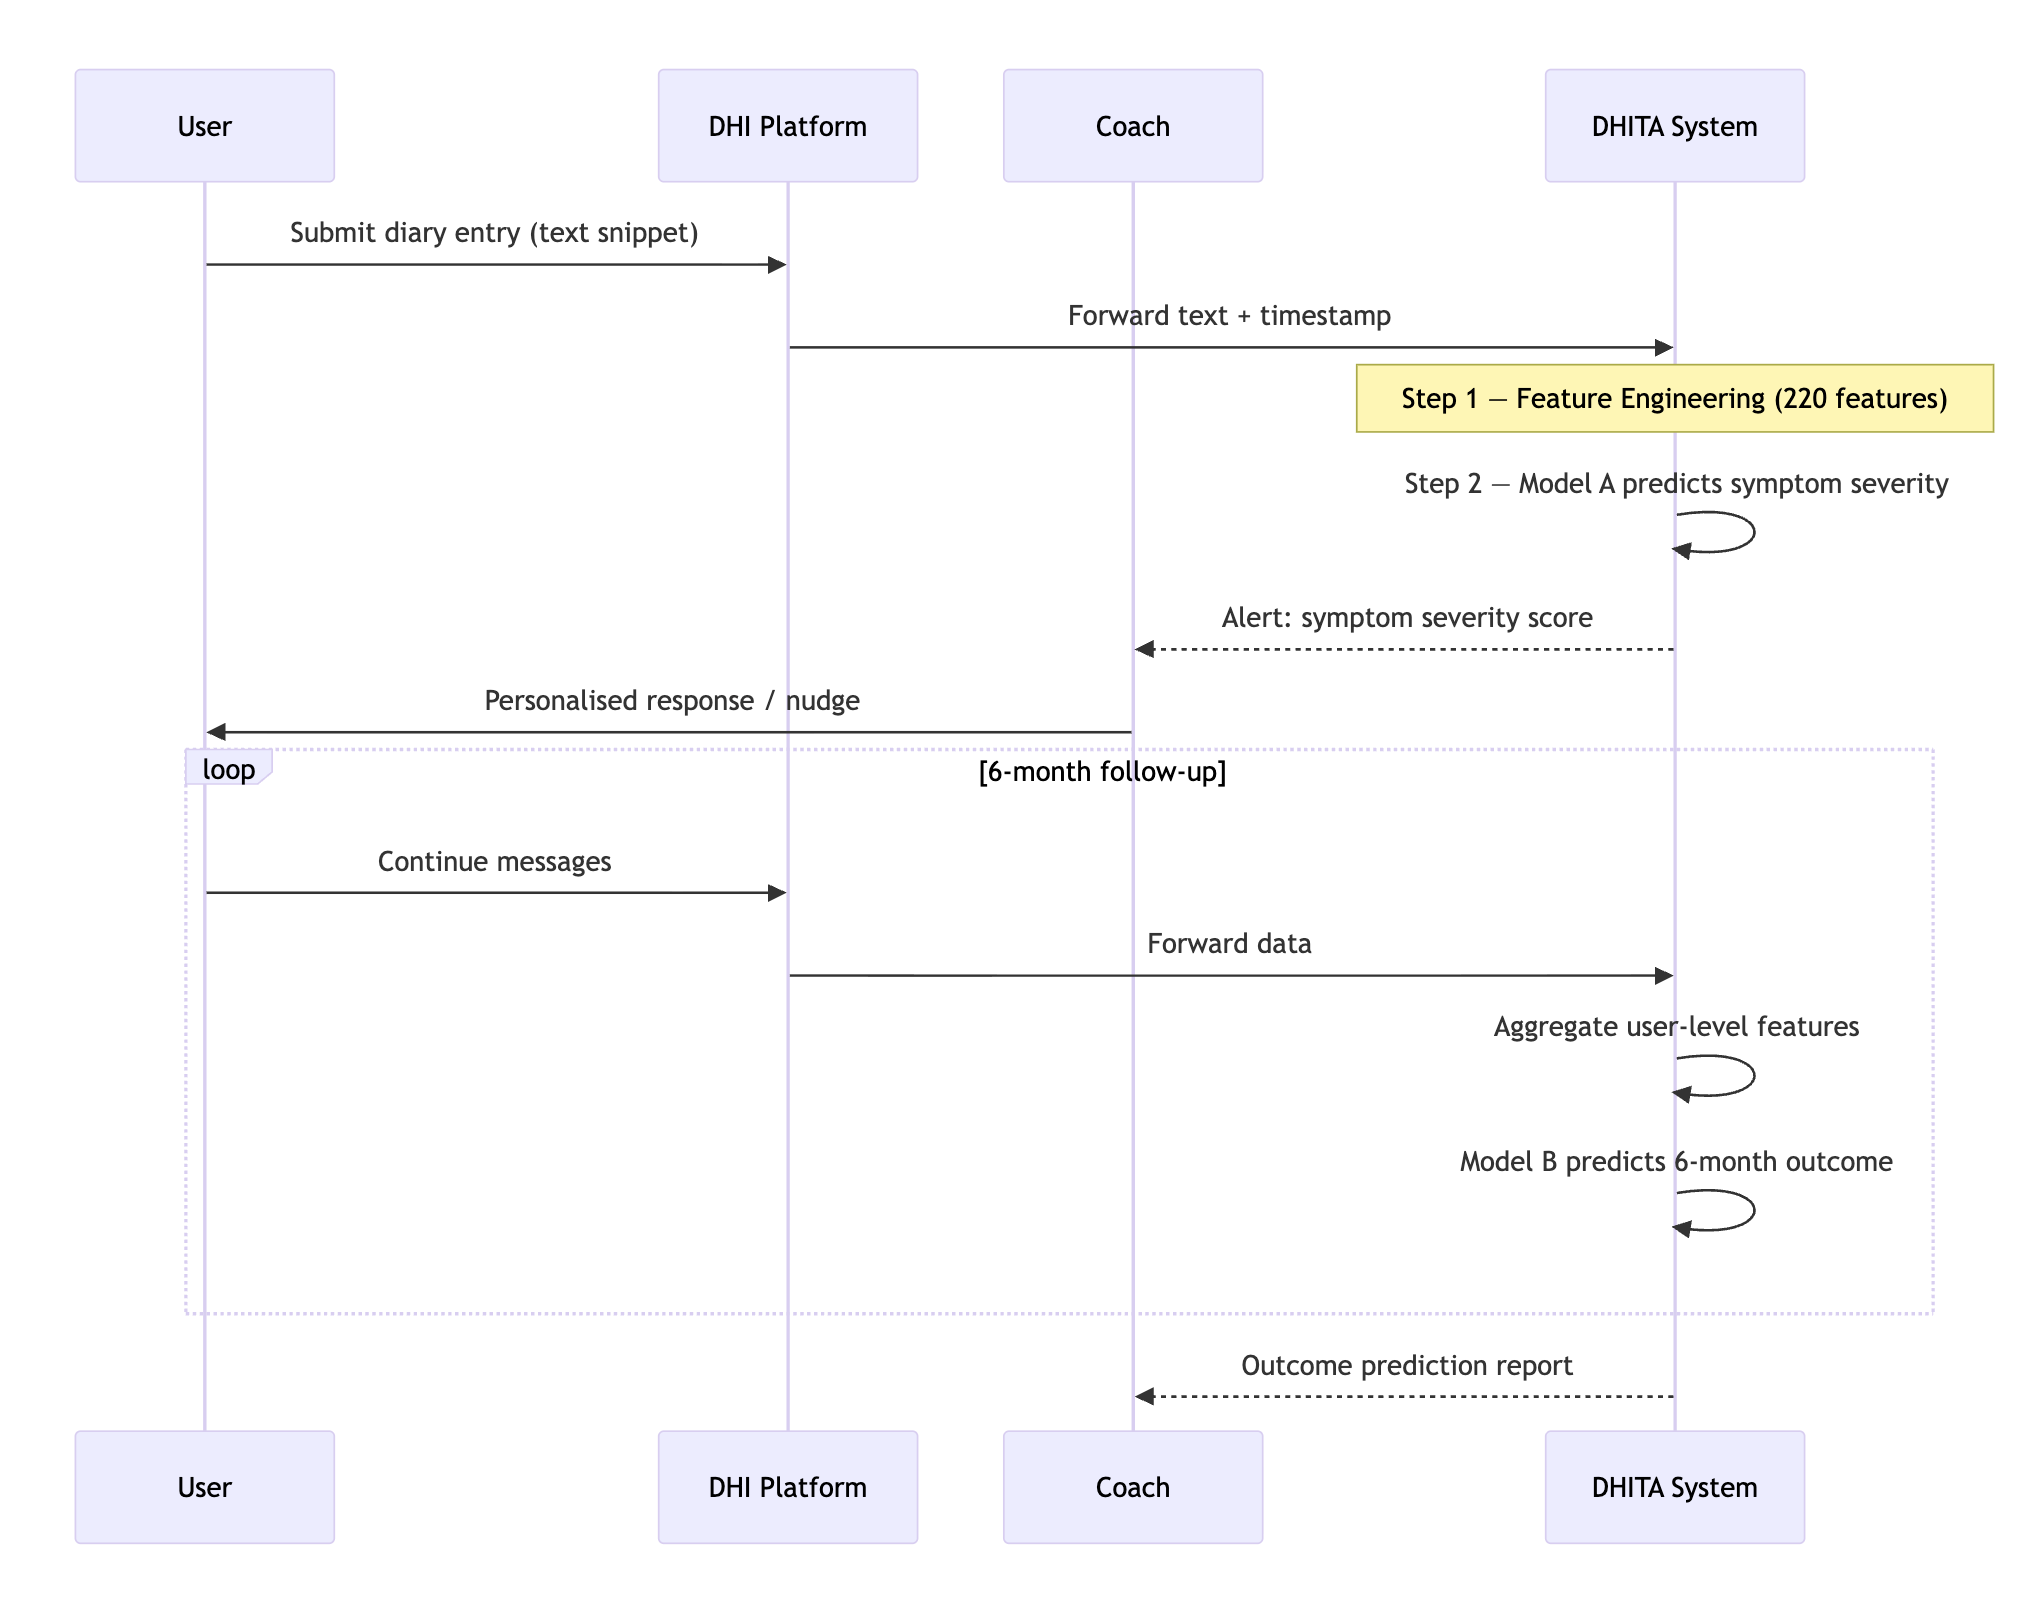 User
DHI Platform
Coach
DHITA System
Submit diary entry (text snippet)
Forward text + timestamp
Step 1 — Feature Engineering (220 features)
Step 2 — Model A predicts symptom severity
Alert: symptom severity score
Personalised response / nudge
loop
[6-month follow-up]
Continue messages
Forward data
Aggregate user-level features
Model B predicts 6-month outcome
Outcome prediction report
User
DHI Platform
Coach
DHITA System